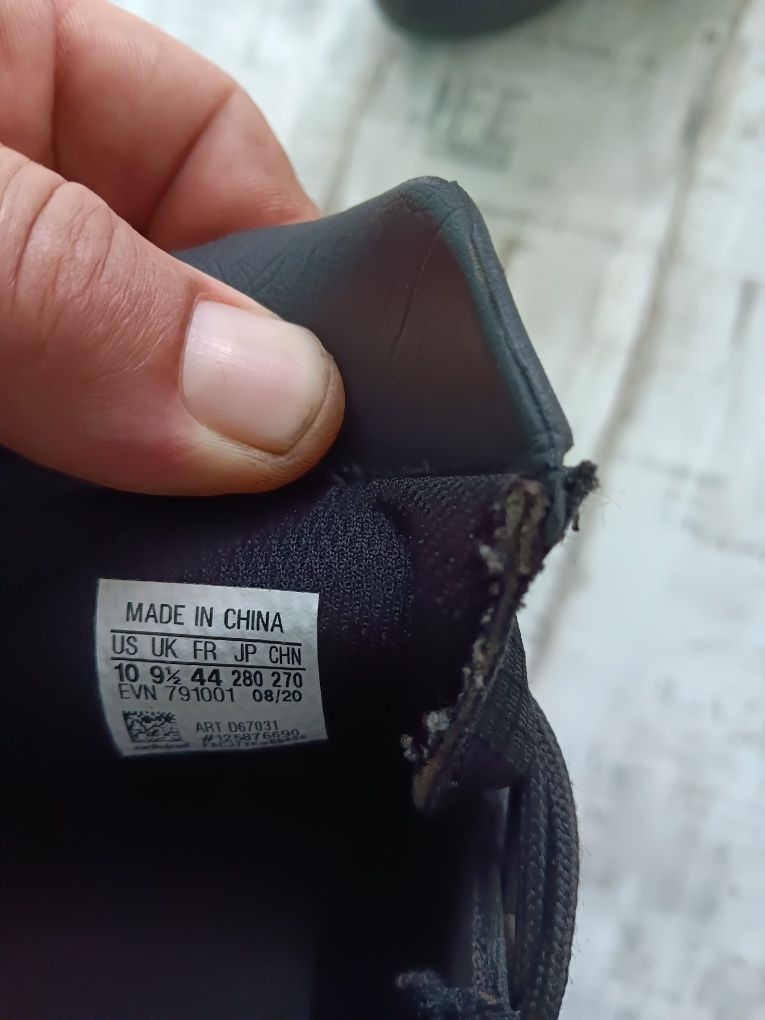 MADE IN CHINA
US UK FR JP CHN
10 9½ 44 280 270
EVN 791001 08/20
ART D67031
#125876690
adidas